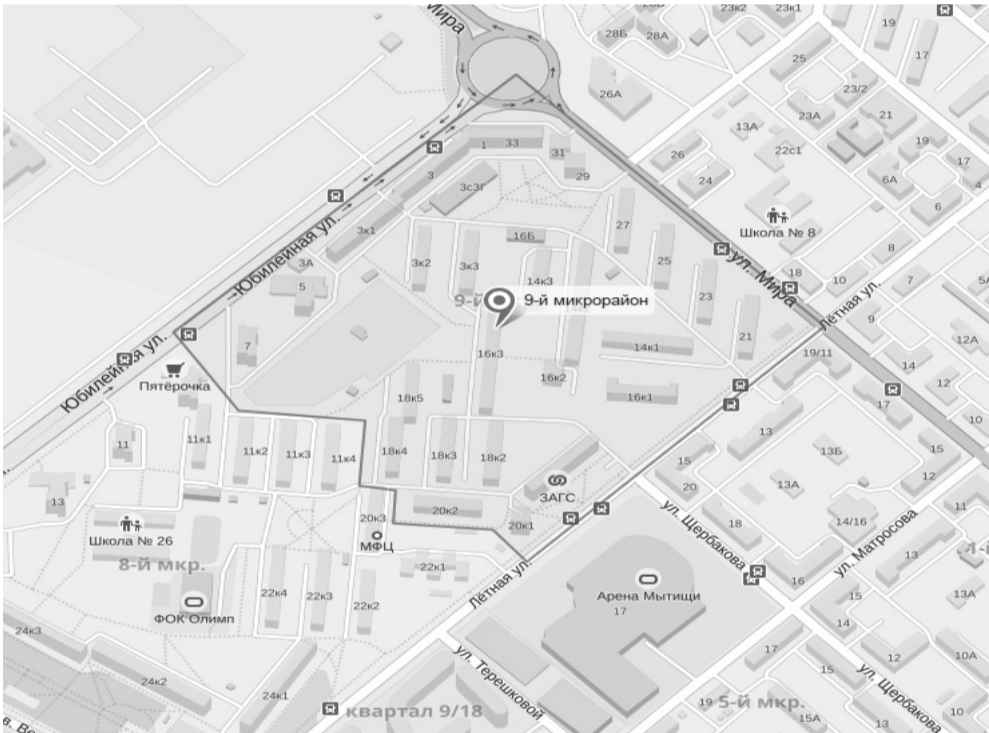 Мира
28Б
28А
23к2
23к1
19
17
25
26А
23/2
23А
21
13А
22с1
19
17
4
26
24
6А
6
Школа № 8
1
33
31
29
3
3с3Г
27
3к1
3к2
3к3
16Б
14к3
25
ул. Мира
18
10
8
7
5А
Юбилейная ул.
3А
5
9-й микрорайон
23
21
Лётная ул.
9
12А
7
16к3
14к1
16к2
16к1
19/11
14
12
10
17
Юбилейная ул.
Пятёрочка
18к5
11
11к1
11к2
11к3
11к4
18к4
18к3
18к2
ЗАГС
15
20
13
13Б
13А
15
12
13
Школа № 26
8-й мкр.
20к3
МФЦ
20к2
20к1
22к1
18
ул. Щербакова
14/16
ул. Матросова
11
13
ФОК Олимп
22к4
22к3
22к2
Лётная ул.
Арена Мытищи
17
16
15
14
13А
24к3
24к2
24к1
ул. Терешковой
17
15
12
10А
ул. Щербакова
квартал 9/18
19
5-й мкр.
15А
13
10